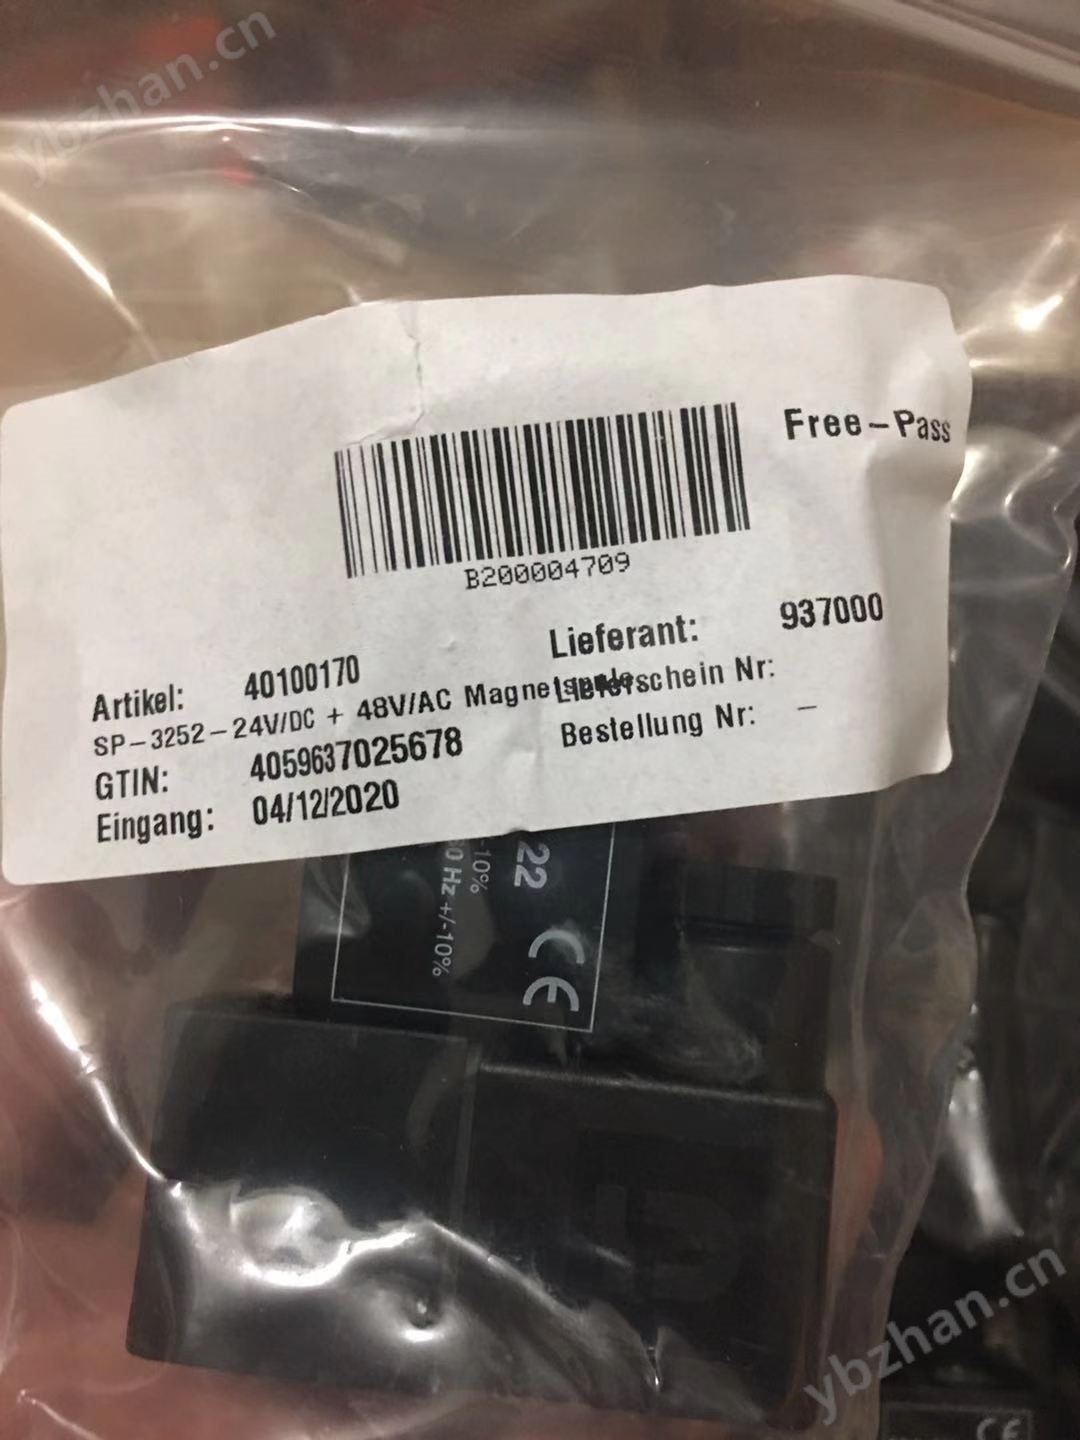 ybzhan.cn
Free-Pass
B200004709
Artikel: 40100170
SP-3252-24V/DC + 48V/AC
GTIN: 4059637025678
Eingang: 04/12/2020
Lieferant: 937000
Nr:
Bestellung Nr: -
22
-10%
Hz +/-10%
CE
ybzhan.cn
CE